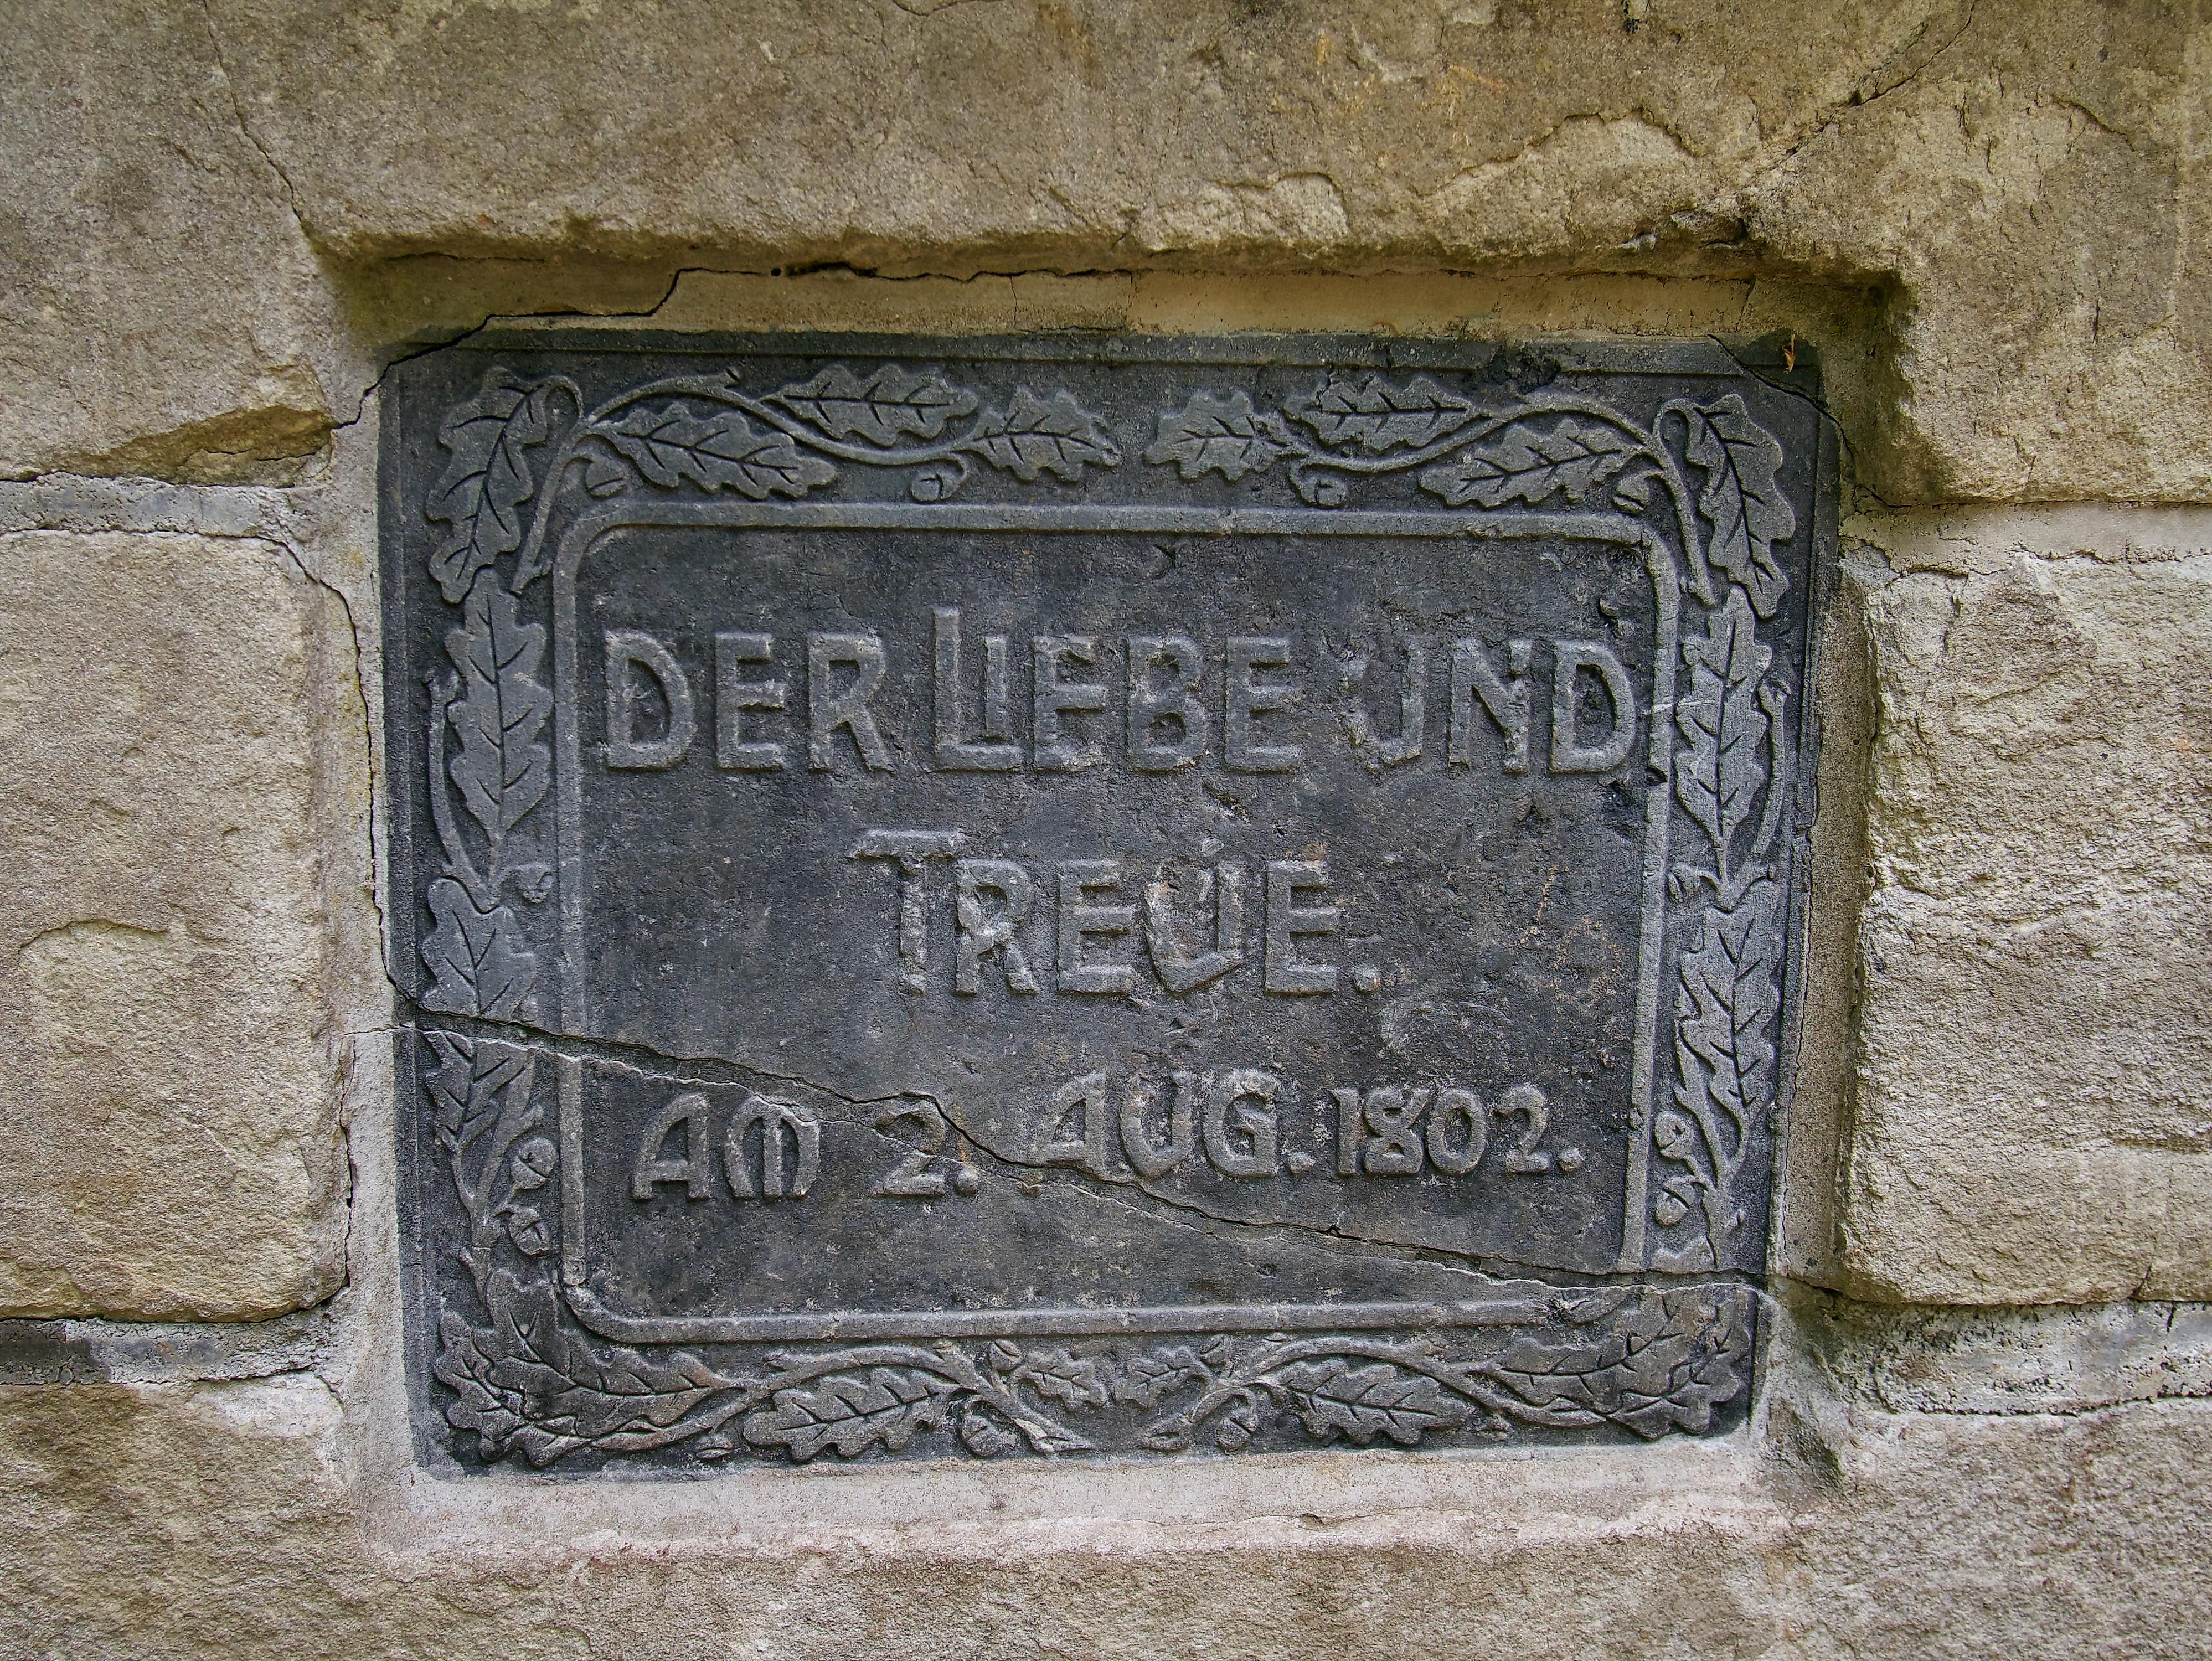 DER LIEBE UND
TREUE.
AM 2. AUG. 1802.